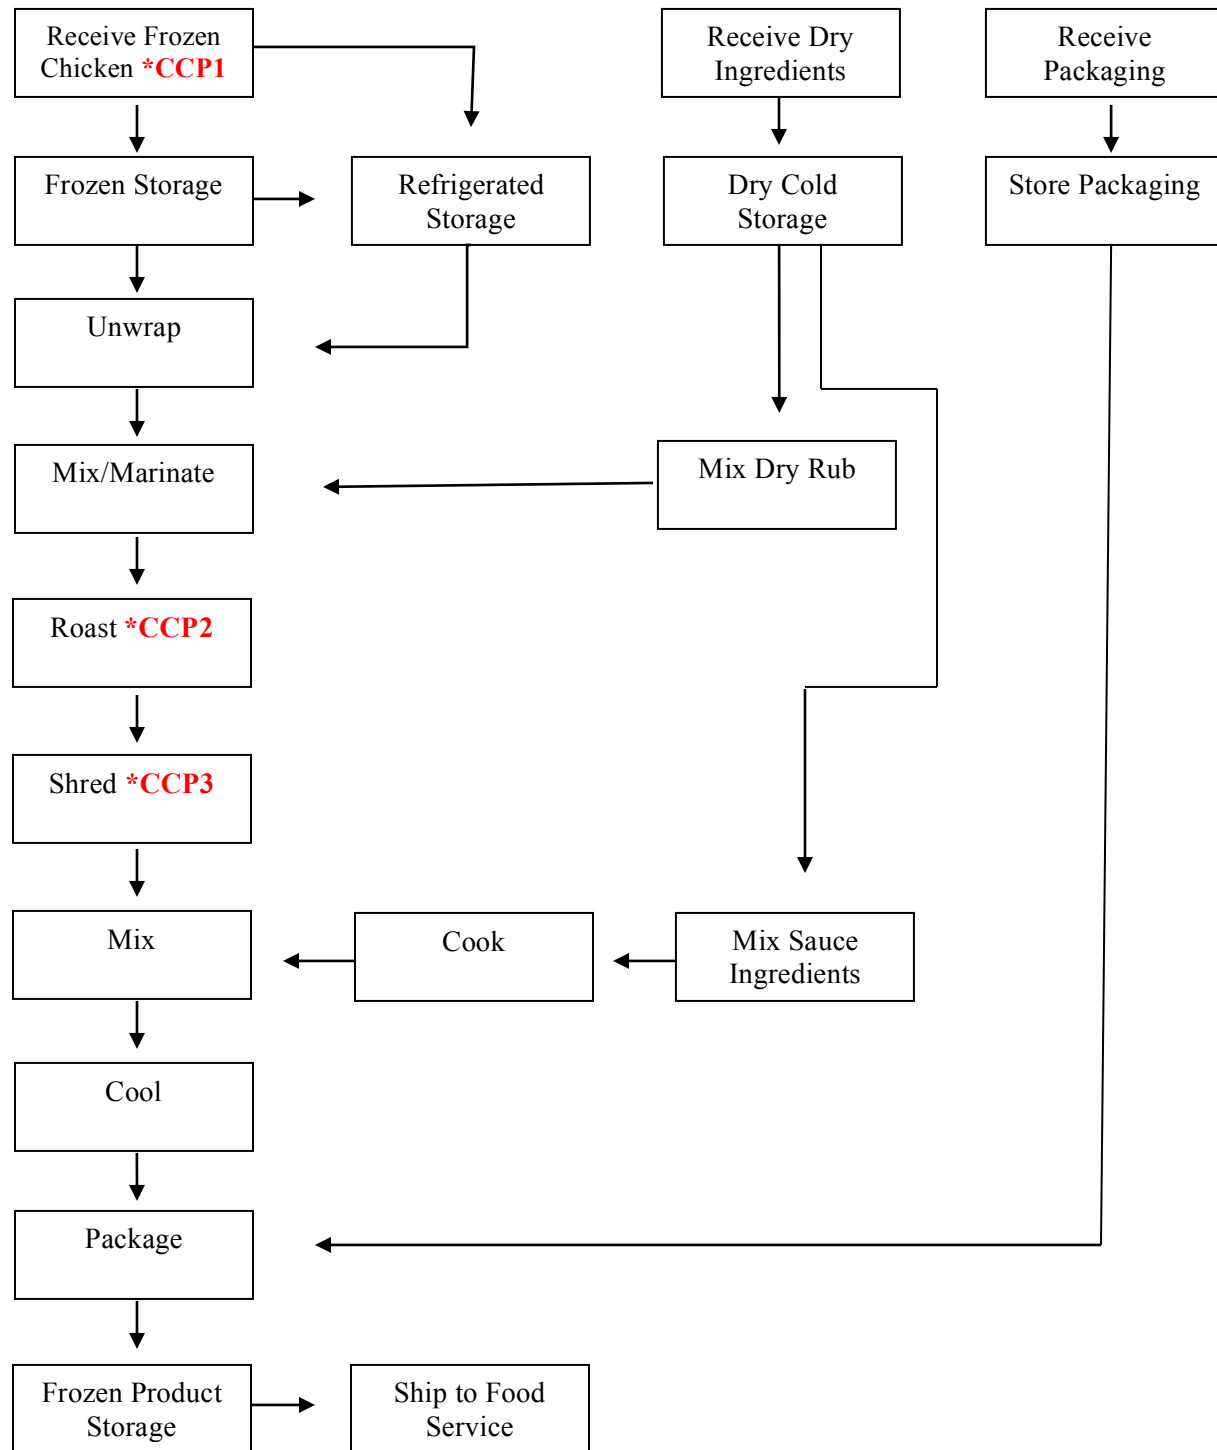 Receive Frozen
Chicken *CCP1
Receive Dry
Ingredients
Receive
Packaging
Frozen Storage
Refrigerated
Storage
Dry Cold
Storage
Store Packaging
Unwrap
Mix/Marinate
Mix Dry Rub
Roast *CCP2
Shred *CCP3
Mix
Cook
Mix Sauce
Ingredients
Cool
Package
Frozen Product
Storage
Ship to Food
Service